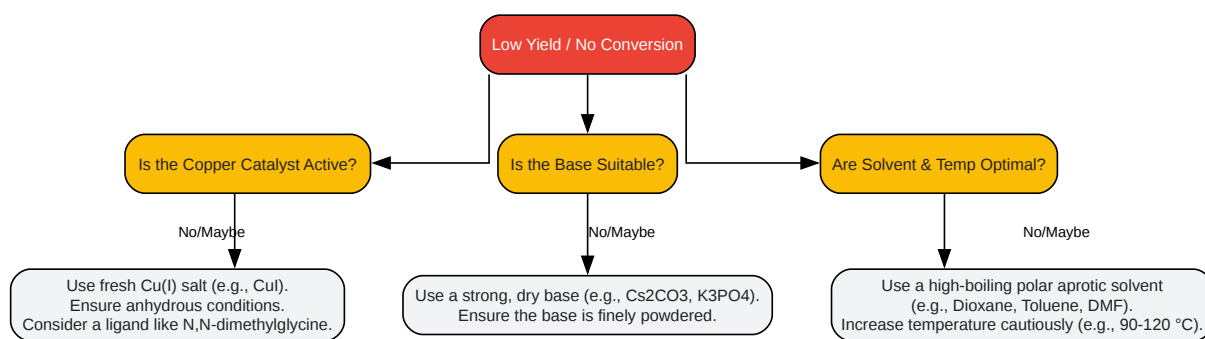 Low Yield / No Conversion
Is the Copper Catalyst Active?
Is the Base Suitable?
Are Solvent & Temp Optimal?
No/Maybe
No/Maybe
No/Maybe
Use fresh Cu(I) salt (e.g., CuI).
Ensure anhydrous conditions.
Consider a ligand like N,N-dimethylglycine.
Use a strong, dry base (e.g., Cs2CO3, K3PO4).
Ensure the base is finely powdered.
Use a high-boiling polar aprotic solvent
(e.g., Dioxane, Toluene, DMF).
Increase temperature cautiously (e.g., 90-120 °C).